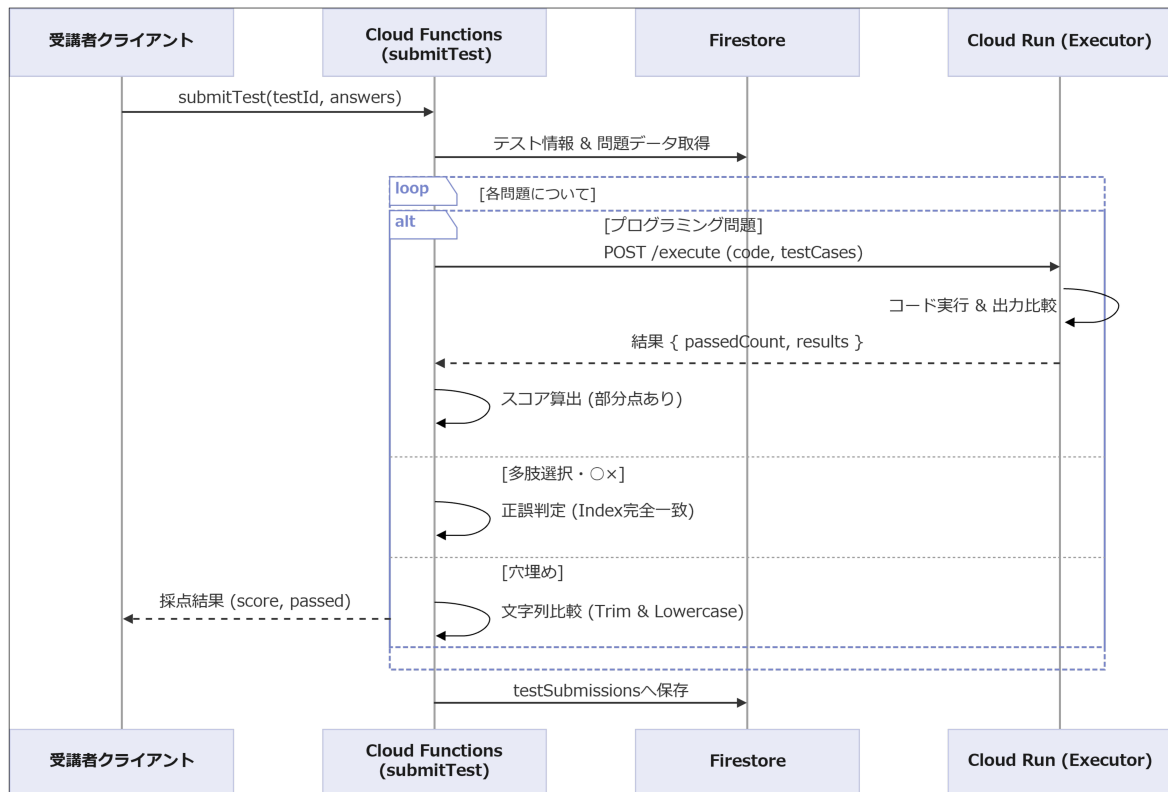 受講者クライアント
Cloud Functions
(submitTest)
Firestore
Cloud Run (Executor)
submitTest(testId, answers)
テスト情報 & 問題データ取得
loop
[各問題について]
alt
[プログラミング問題]
POST /execute (code, testCases)
コード実行 & 出力比較
結果 { passedCount, results }
スコア算出 (部分点あり)
[多肢選択・○×]
正誤判定 (Index完全一致)
[穴埋め]
採点結果 (score, passed)
文字列比較 (Trim & Lowercase)
testSubmissionsへ保存
受講者クライアント
Cloud Functions
(submitTest)
Firestore
Cloud Run (Executor)